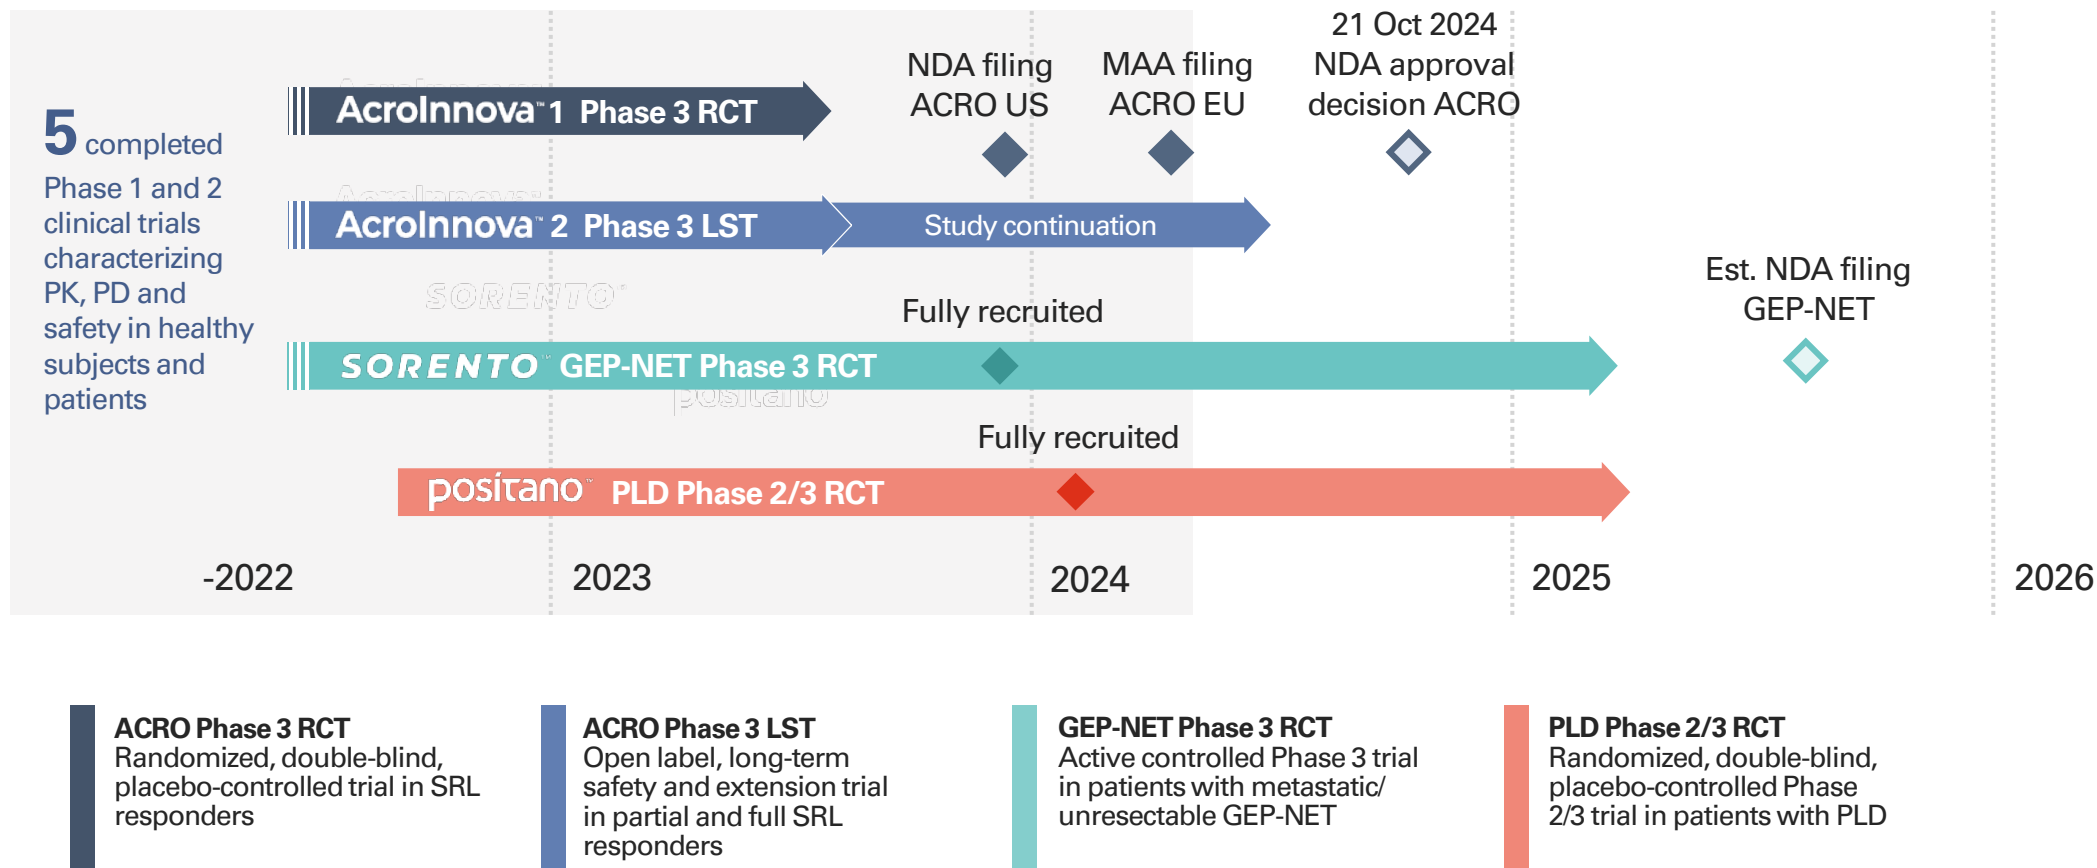 5 completed
Phase 1 and 2
clinical trials
characterizing
PK, PD and
safety in healthy
subjects and
patients
AcroInnova™ 1 Phase 3 RCT
NDA filing
ACRO US
MAA filing
ACRO EU
21 Oct 2024
NDA approval
decision ACRO
AcroInnova™ 2 Phase 3 LST
Study continuation
SORENTO™
Fully recruited
Est. NDA filing
GEP-NET
SORENTO™ GEP-NET Phase 3 RCT
positano
Fully recruited
positano™ PLD Phase 2/3 RCT
-2022
2023
2024
2025
2026
ACRO Phase 3 RCT
Randomized, double-blind,
placebo-controlled trial in SRL
responders
ACRO Phase 3 LST
Open label, long-term
safety and extension trial
in partial and full SRL
responders
GEP-NET Phase 3 RCT
Active controlled Phase 3 trial
in patients with metastatic/
unresectable GEP-NET
PLD Phase 2/3 RCT
Randomized, double-blind,
placebo-controlled Phase
2/3 trial in patients with PLD